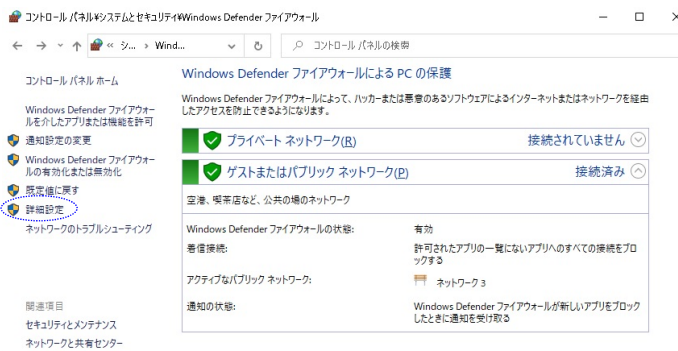 コントロール パネル¥システムとセキュリティ¥Windows Defender ファイアウォール
« シ... › Wind...
コントロール パネルの検索
コントロール パネル ホーム
Windows Defender ファイアウォー
ルを介したアプリまたは機能を許可
通知設定の変更
Windows Defender ファイアウォー
ルの有効化または無効化
既定値に戻す
詳細設定
ネットワークのトラブルシューティング
関連項目
セキュリティとメンテナンス
ネットワークと共有センター
Windows Defender ファイアウォールによる PC の保護
Windows Defender ファイアウォールによって、ハッカーまたは悪意のあるソフトウェアによるインターネットまたはネットワークを経由
したアクセスを防止できるようになります。
プライベート ネットワーク(R) 接続されていません
ゲストまたはパブリック ネットワーク(P) 接続済み
空港、喫茶店など、公共の場のネットワーク
Windows Defender ファイアウォールの状態: 有効
着信接続: 許可されたアプリの一覧にないアプリへのすべての接続をブロ
ックする
アクティブなパブリック ネットワーク: ネットワーク 3
通知の状態: Windows Defender ファイアウォールが新しいアプリをブロック
したときに通知を受け取る